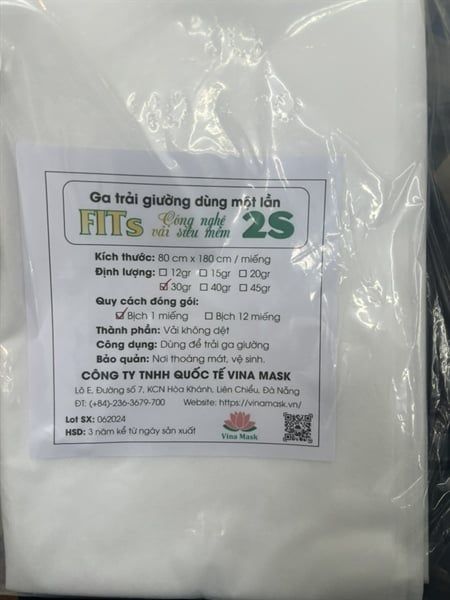 Ga trải giường dùng một lần
FITs Công nghệ vải siêu mềm 2S
Kích thước: 80 cm x 180 cm / miếng
Định lượng: ☐ 12gr ☐ 15gr ☐ 20gr
☑ 30gr ☐ 40gr ☐ 45gr
Quy cách đóng gói:
☑ Bịch 1 miếng ☐ Bịch 12 miếng
Thành phần: Vải không dệt
Công dụng: Dùng để trải ga giường
Bảo quản: Nơi thoáng mát, vệ sinh.
CÔNG TY TNHH QUỐC TẾ VINA MASK
Lô E, Đường số 7, KCN Hòa Khánh, Liên Chiểu, Đà Nẵng
ĐT: (+84)-236-3679-700 Website: https://vinamask.vn/
Lot SX: 062024
HSD: 3 năm kể từ ngày sản xuất
Vina Mask